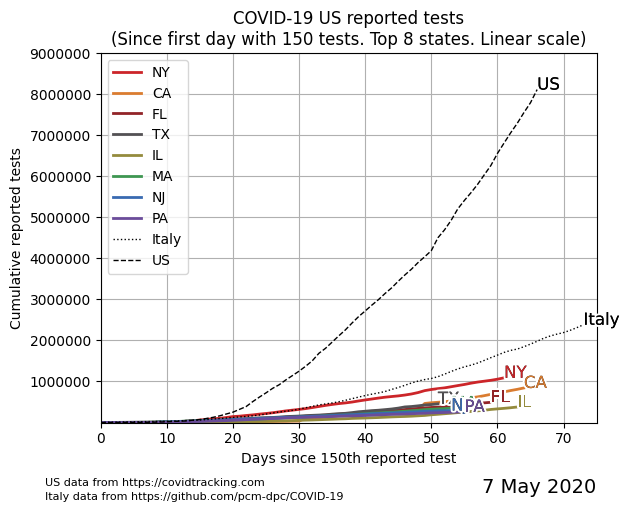 COVID-19 US reported tests
(Since first day with 150 tests. Top 8 states. Linear scale)
Cumulative reported tests
9000000
8000000
7000000
6000000
5000000
4000000
3000000
2000000
1000000
NY
CA
FL
TX
IL
MA
NJ
PA
Italy
US
US
Italy
NY
CA
FL
IL
TX
PA
0 10 20 30 40 50 60 70
Days since 150th reported test
US data from https://covidtracking.com
Italy data from https://github.com/pcm-dpc/COVID-19
7 May 2020